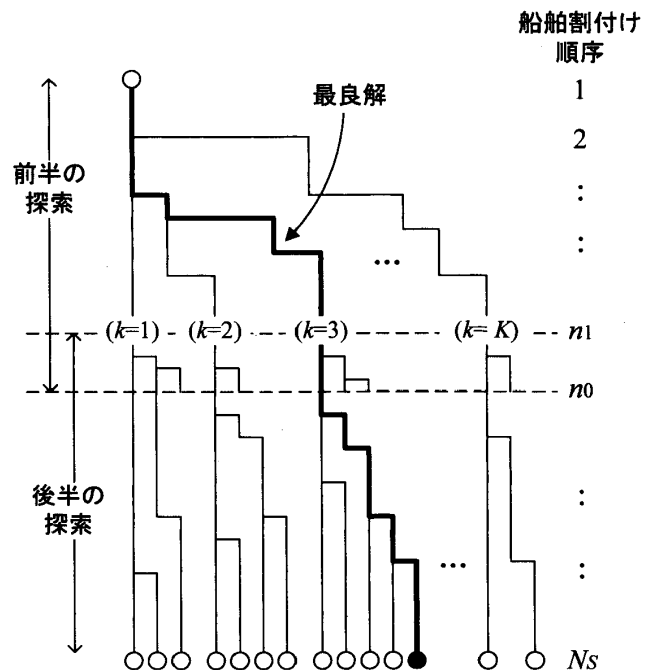 船舶割付け
順序
1
最良解
2
前半の
探索
:
:
...
(k=1)
(k=2)
(k=3)
(k= K)
n1
n0
後半の
探索
:
...
:
Ns